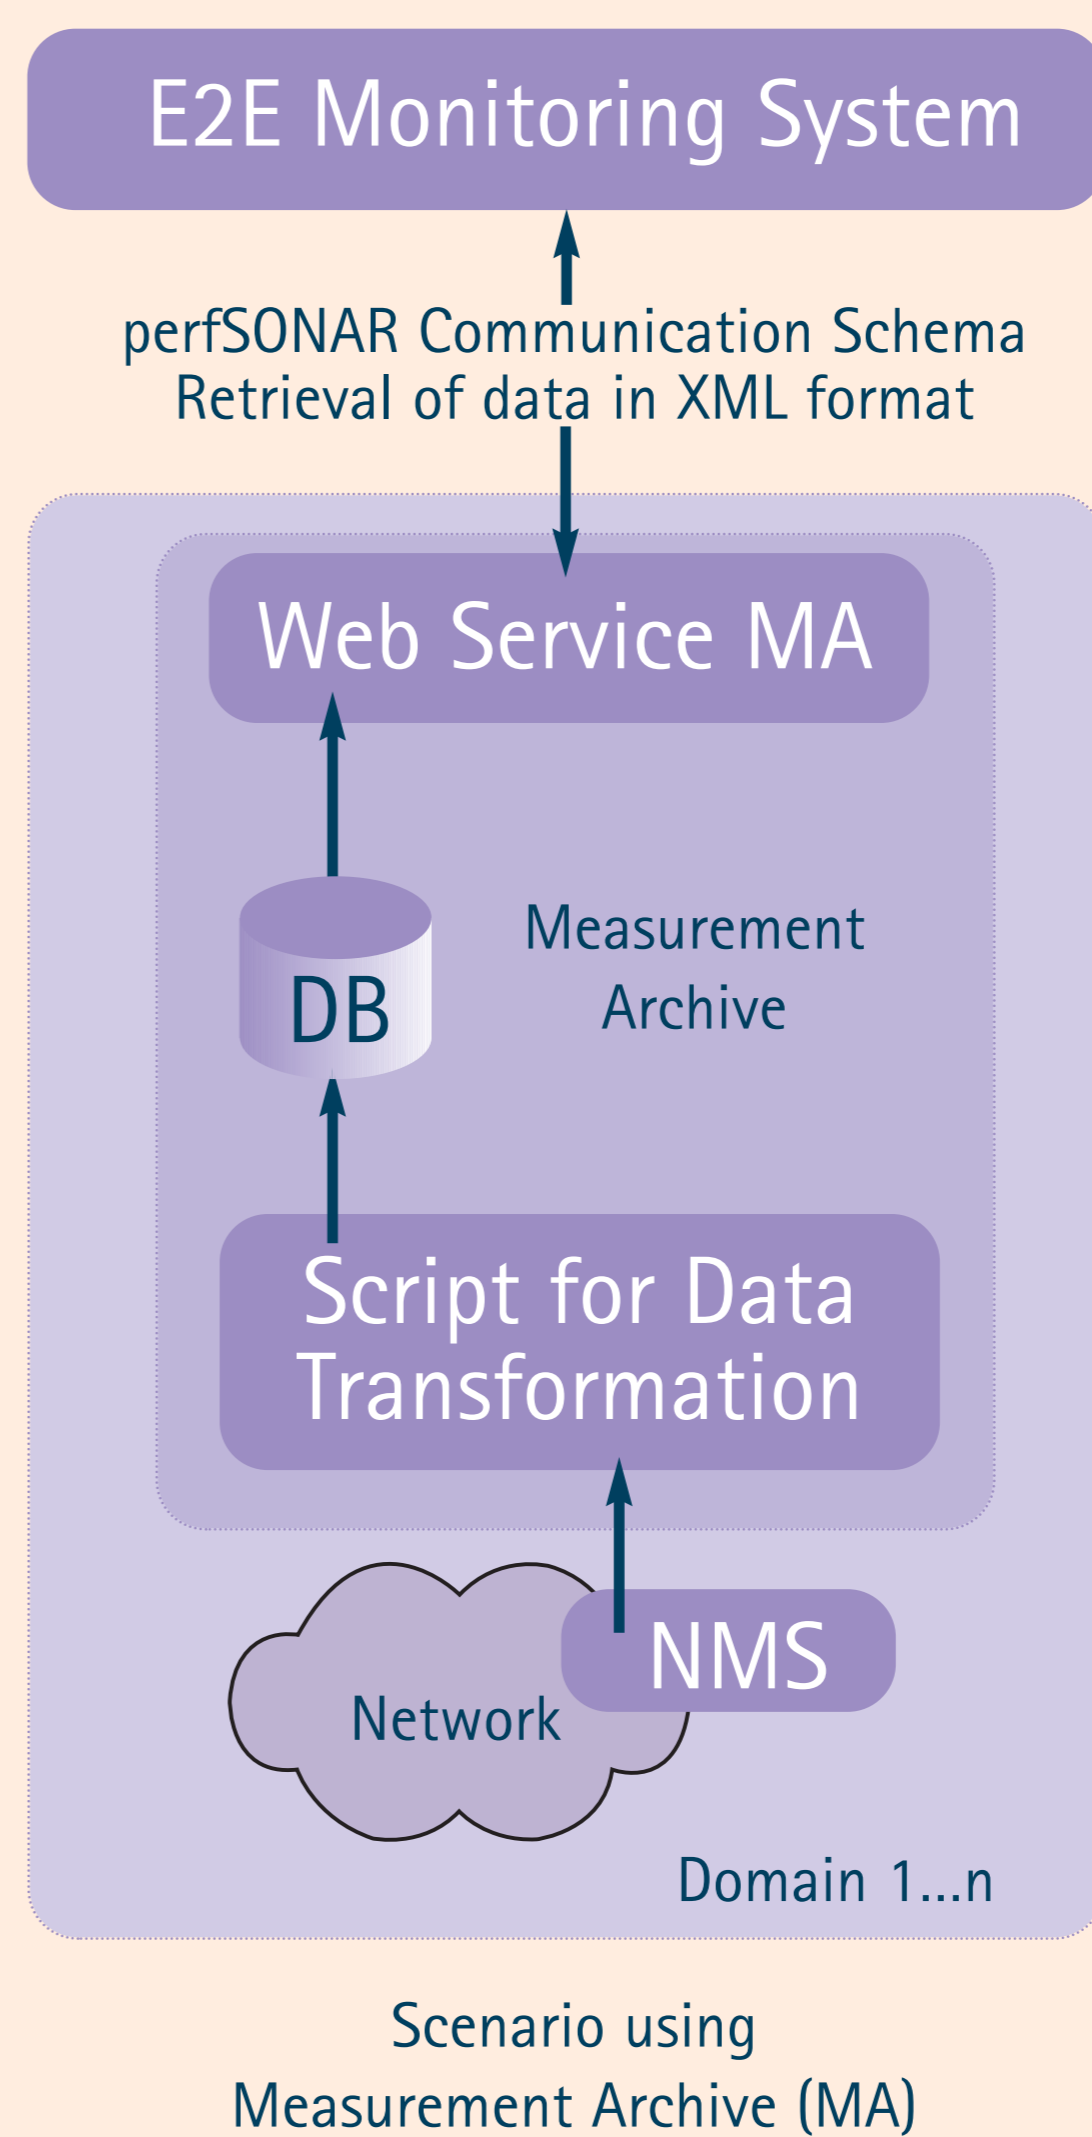 E2E Monitoring System
perfSONAR Communication Schema
Retrieval of data in XML format
Web Service MA
Measurement
Archive
DB
Script for Data
Transformation
NMS
Network
Domain 1...n
Scenario using
Measurement Archive (MA)